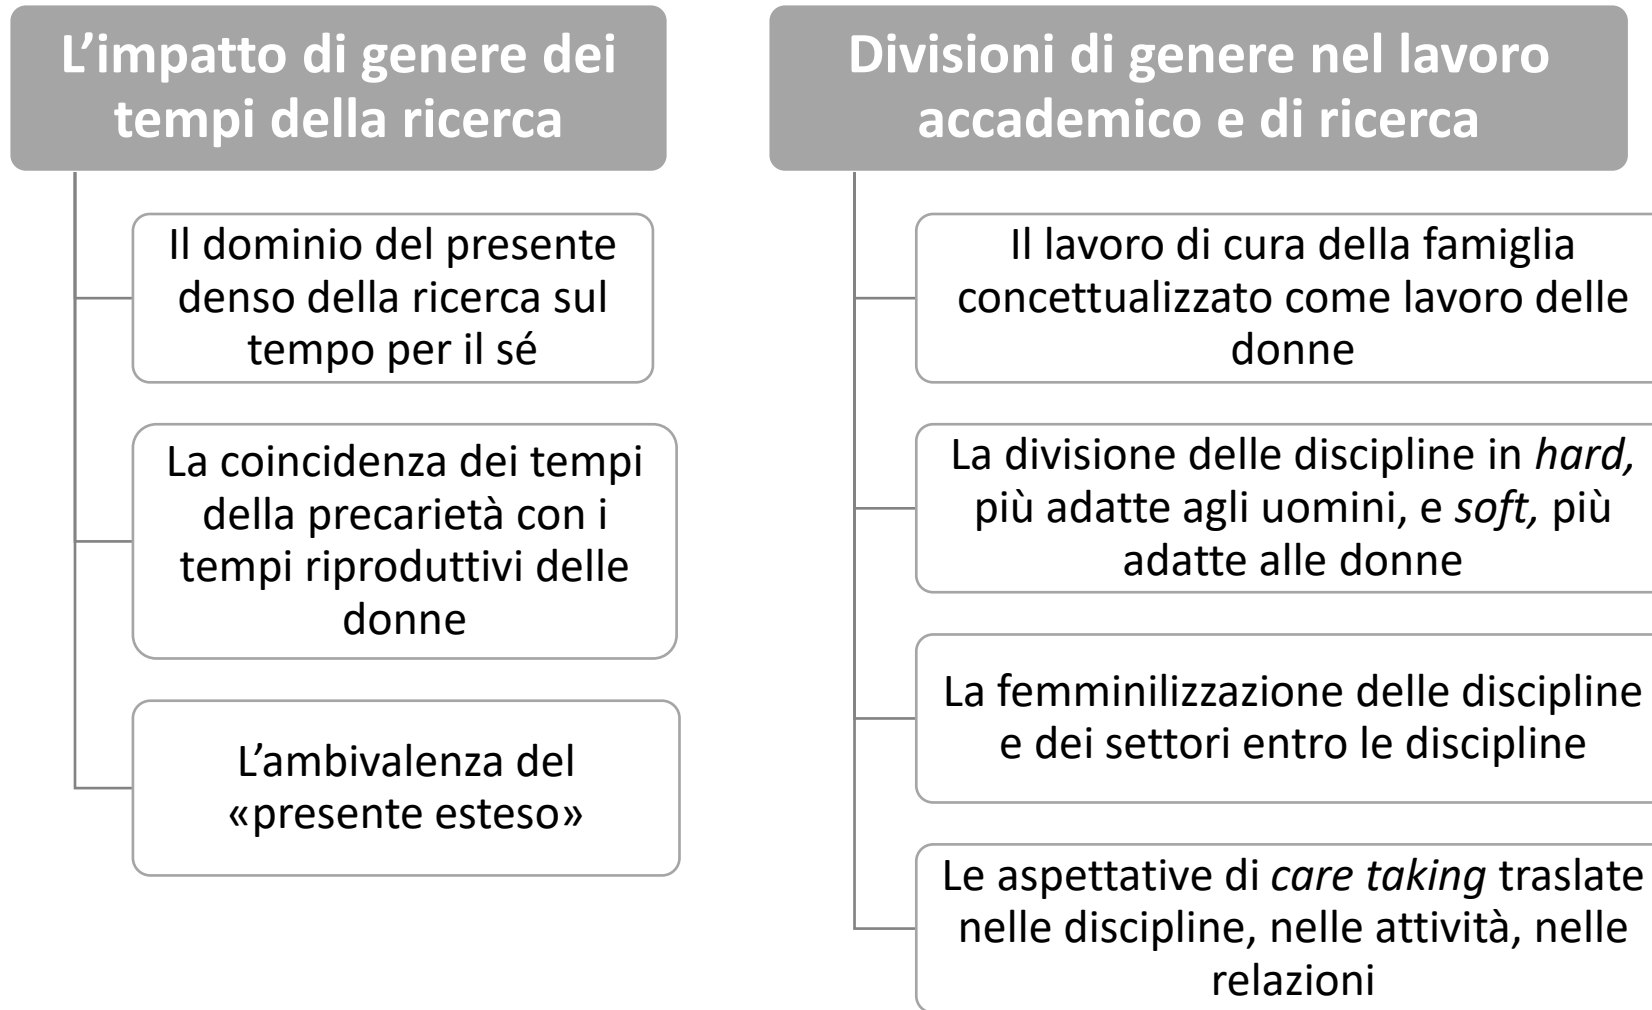 L’impatto di genere dei
tempi della ricerca
Il dominio del presente
denso della ricerca sul
tempo per il sé
La coincidenza dei tempi
della precarietà con i
tempi riproduttivi delle
donne
L’ambivalenza del
«presente esteso»
Divisioni di genere nel lavoro
accademico e di ricerca
Il lavoro di cura della famiglia
concettualizzato come lavoro delle
donne
La divisione delle discipline in hard,
più adatte agli uomini, e soft, più
adatte alle donne
La femminilizzazione delle discipline
e dei settori entro le discipline
Le aspettative di care taking traslate
nelle discipline, nelle attività, nelle
relazioni